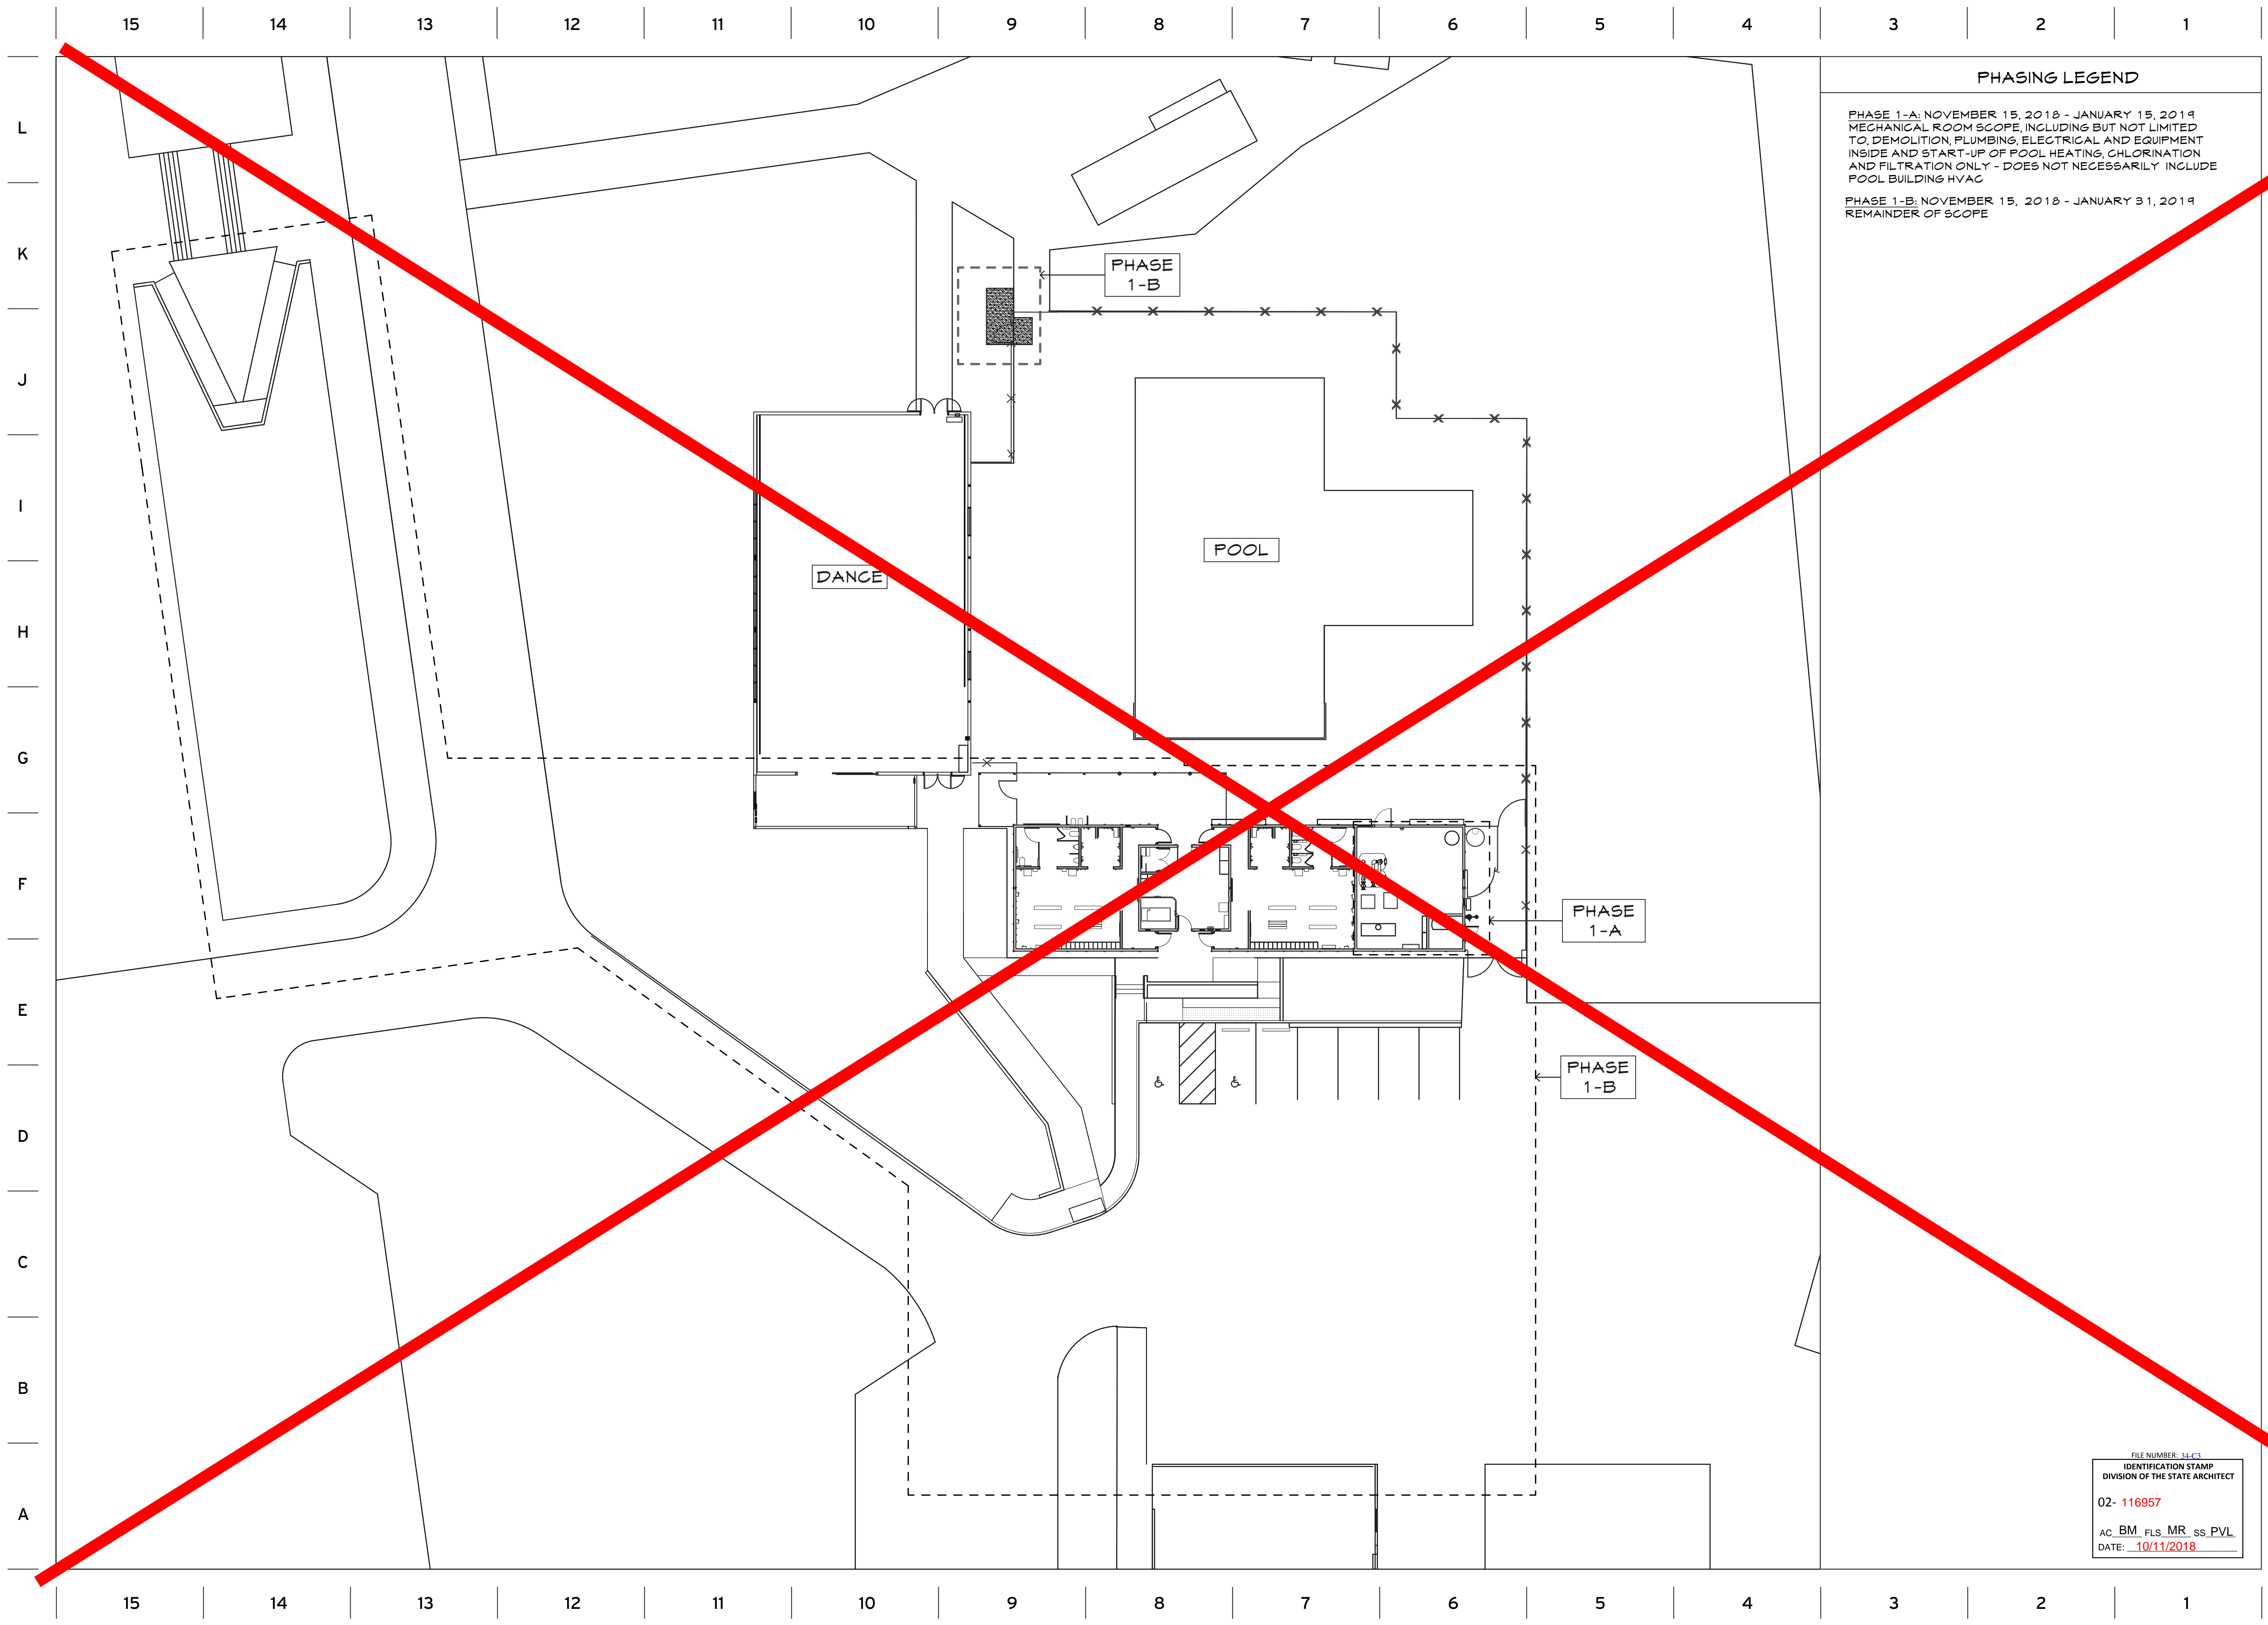 15 14 13 12 11 10 9 8 7 6 5 4 3 2 1
L
K
J
I
H
G
F
E
D
C
B
A
PHASING LEGEND
PHASE 1-A: NOVEMBER 15, 2018 - JANUARY 15, 2019
MECHANICAL ROOM SCOPE, INCLUDING BUT NOT LIMITED
TO, DEMOLITION, PLUMBING, ELECTRICAL AND EQUIPMENT
INSIDE AND START-UP OF POOL HEATING, CHLORINATION
AND FILTRATION ONLY - DOES NOT NECESSARILY INCLUDE
POOL BUILDING HVAC
PHASE 1-B: NOVEMBER 15, 2018 - JANUARY 31, 2019
REMAINDER OF SCOPE
PHASE
1-B
POOL
DANCE
PHASE
1-A
PHASE
1-B
FILE NUMBER: 34-C3
IDENTIFICATION STAMP
DIVISION OF THE STATE ARCHITECT
02- 116957
AC BM FLS MR SS PVL
DATE: 10/11/2018
15 14 13 12 11 10 9 8 7 6 5 4 3 2 1